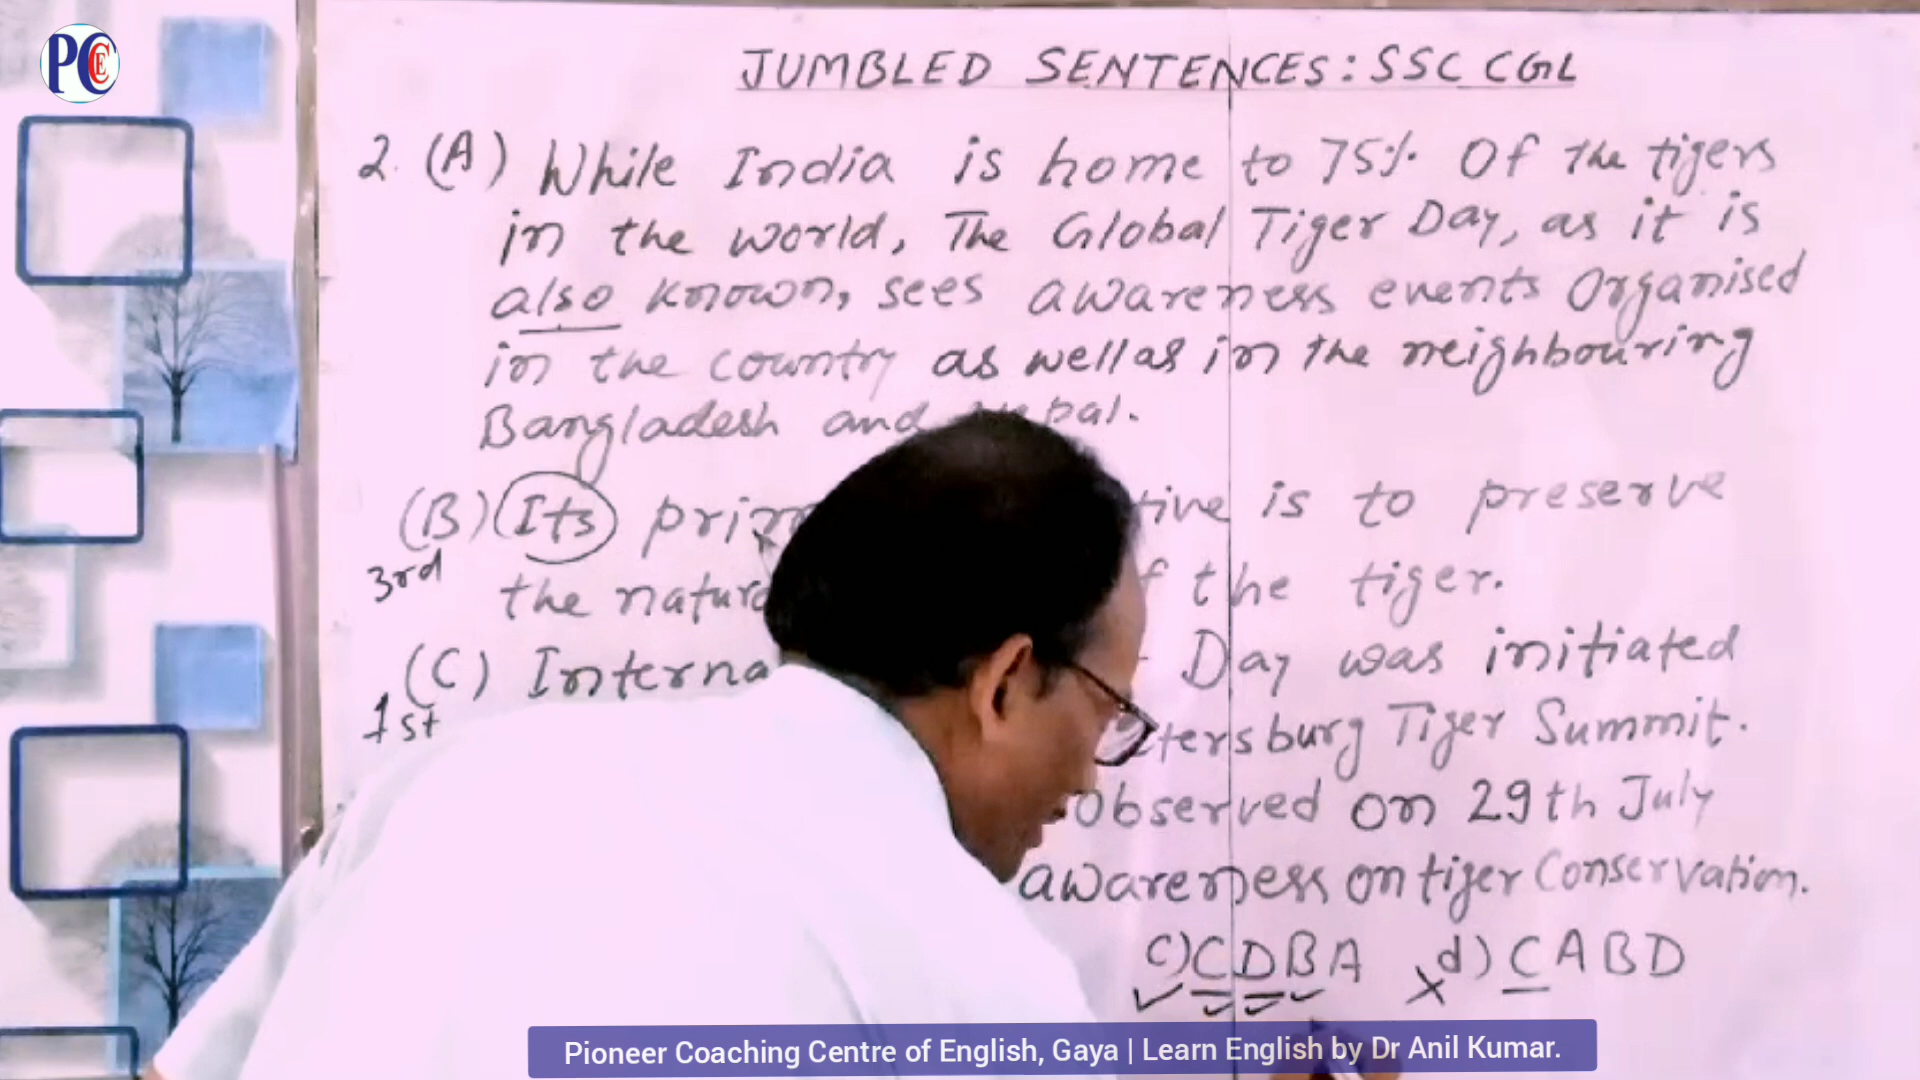 PCE
JUMBLED SENTENCES: SSC CGL
2. (A) While India is home to 75% Of The tigers
in the world, The Global Tiger Day, as it is
also known, sees awareness events Organised
in the country as well as in the neighbouring
Bangladesh and
(B) Its is to preserve
3rd
the the tiger.
(C) Day was initiated
1st
Tiger Summit.
Observed on 29th July
awareness on tiger Conservation.
c) CDBA d) CABD
Pioneer Coaching Centre of English, Gaya | Learn English by Dr Anil Kumar.